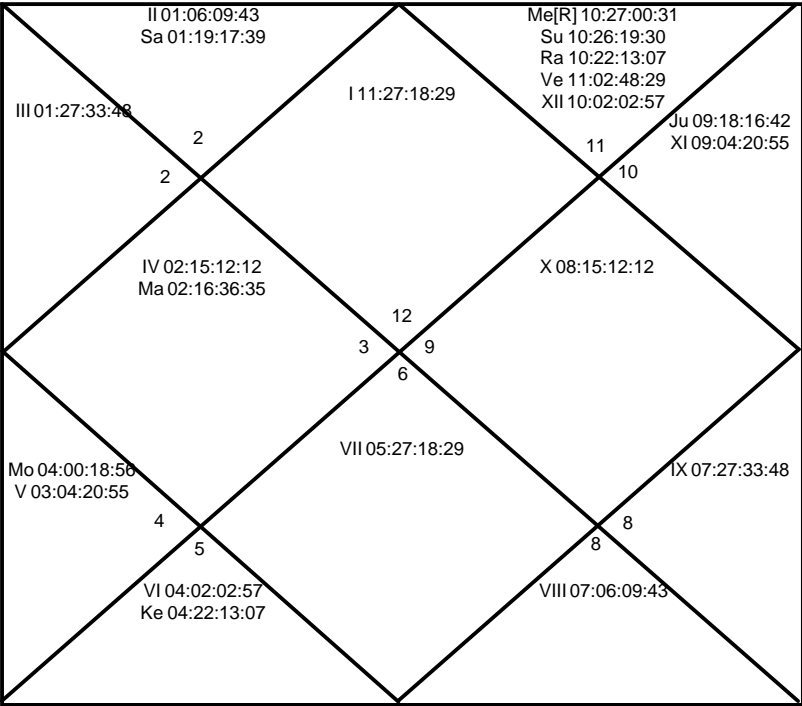 II 01:06:09:43
Sa 01:19:17:39
Me[R] 10:27:00:31
Su 10:26:19:30
Ra 10:22:13:07
Ve 11:02:48:29
XII 10:02:02:57
I 11:27:18:29
III 01:27:33:48
Ju 09:18:16:42
XI 09:04:20:55
2
11
2
10
IV 02:15:12:12
Ma 02:16:36:35
X 08:15:12:12
12
3
9
6
VII 05:27:18:29
Mo 04:00:18:56
V 03:04:20:55
IX 07:27:33:48
4
8
5
8
VI 04:02:02:57
Ke 04:22:13:07
VIII 07:06:09:43